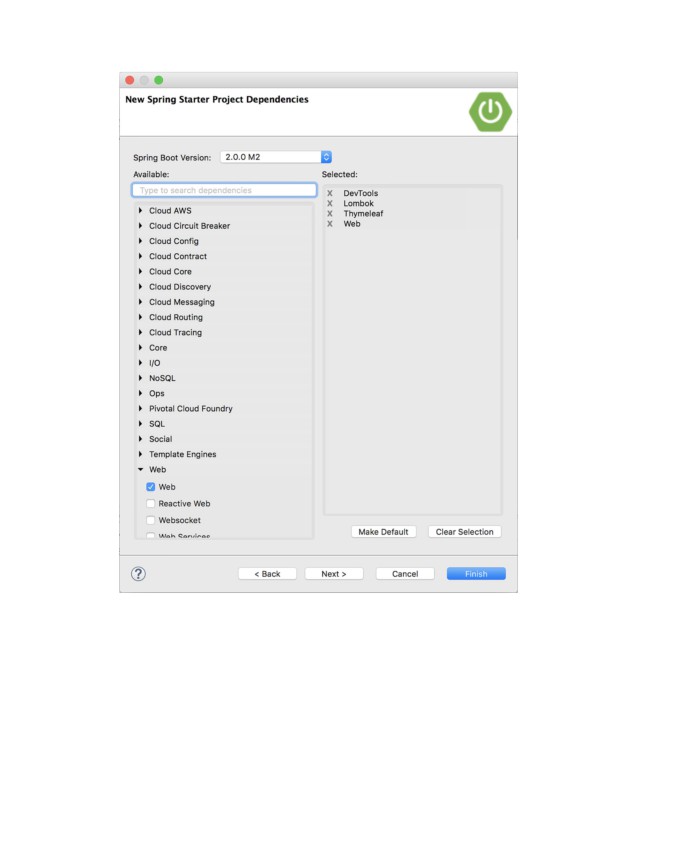 New Spring Starter Project Dependencies
Spring Boot Version: 2.0.0 M2
Available:
Selected:
Type to search dependencies
X DevTools
X Lombok
X Thymeleaf
X Web
Cloud AWS
Cloud Circuit Breaker
Cloud Config
Cloud Contract
Cloud Core
Cloud Discovery
Cloud Messaging
Cloud Routing
Cloud Tracing
Core
I/O
NoSQL
Ops
Pivotal Cloud Foundry
SQL
Social
Template Engines
Web
Web
Reactive Web
Websocket
Web Services
Make Default Clear Selection
? < Back Next > Cancel Finish